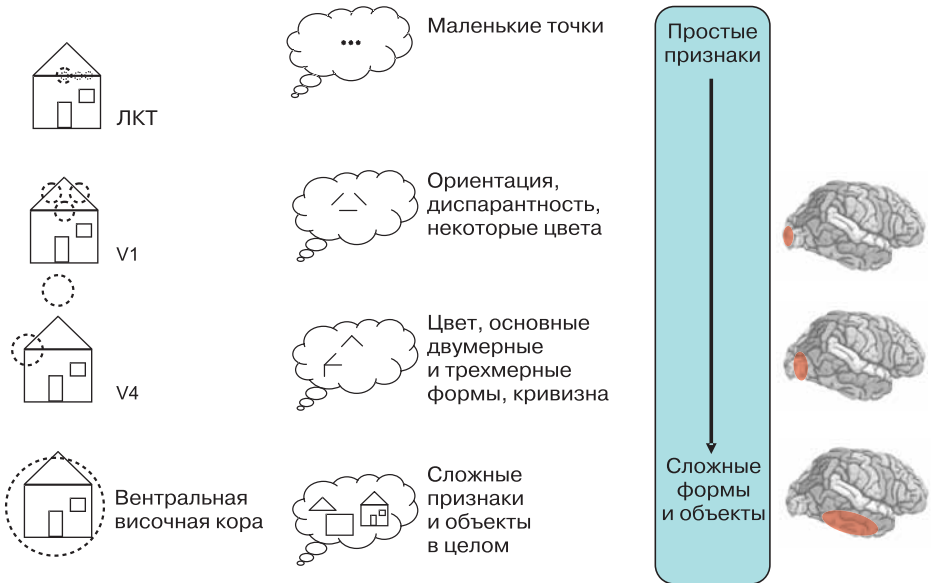 Маленькие точки
ЛКТ
Ориентация,
диспарантность,
некоторые цвета
V1
Цвет, основные
двумерные
и трехмерные
формы, кривизна
V4
Сложные
признаки
и объекты
в целом
Вентральная
височная кора
Простые
признаки
Сложные
формы
и объекты